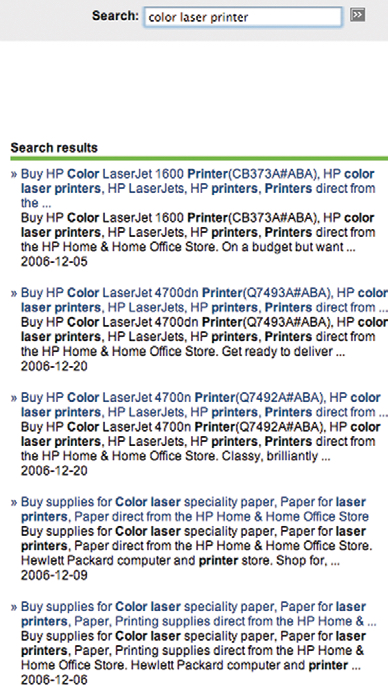 Search: color laser printer
Search results
» Buy HP Color LaserJet 1600 Printer(CB373A#ABA), HP color
laser printers, HP LaserJets, HP printers, Printers direct from
the ...
Buy HP Color LaserJet 1600 Printer(CB373A#ABA), HP color
laser printers, HP LaserJets, HP printers, Printers direct from
the HP Home & Home Office Store. On a budget but want ...
2006-12-05
» Buy HP Color LaserJet 4700dn Printer(Q7493A#ABA), HP color
laser printers, HP LaserJets, HP printers, Printers direct from ...
Buy HP Color LaserJet 4700dn Printer(Q7493A#ABA), HP color
laser printers, HP LaserJets, HP printers, Printers direct from
the HP Home & Home Office Store. Get ready to deliver ...
2006-12-20
» Buy HP Color LaserJet 4700n Printer(Q7492A#ABA), HP color
laser printers, HP LaserJets, HP printers, Printers direct from ...
Buy HP Color LaserJet 4700n Printer(Q7492A#ABA), HP color
laser printers, HP LaserJets, HP printers, Printers direct from
the HP Home & Home Office Store. Classy, brilliantly ...
2006-12-20
» Buy supplies for Color laser speciality paper, Paper for laser
printers, Paper direct from the HP Home & Home Office Store
Buy supplies for Color laser speciality paper, Paper for laser
printers, Paper direct from the HP Home & Home Office Store.
Hewlett Packard computer and printer store. Shop for, ...
2006-12-09
» Buy supplies for Color laser speciality paper, Paper for laser
printers, Paper, Printing supplies direct from the HP Home & ...
Buy supplies for Color laser speciality paper, Paper for laser
printers, Paper, Printing supplies direct from the HP Home &
Home Office Store. Hewlett Packard computer and printer ...
2006-12-06